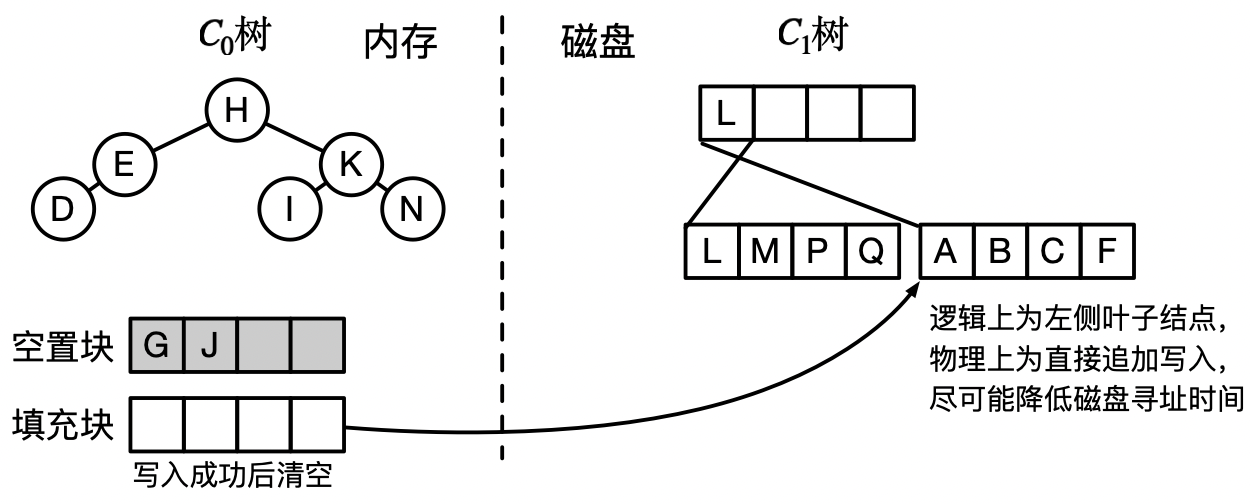 C₀树 内存 磁盘 C₁树
H
E K
D I N
L
L M P Q A B C F
空置块 G J
填充块
写入成功后清空
逻辑上为左侧叶子结点，
物理上为直接追加写入，
尽可能降低磁盘寻址时间